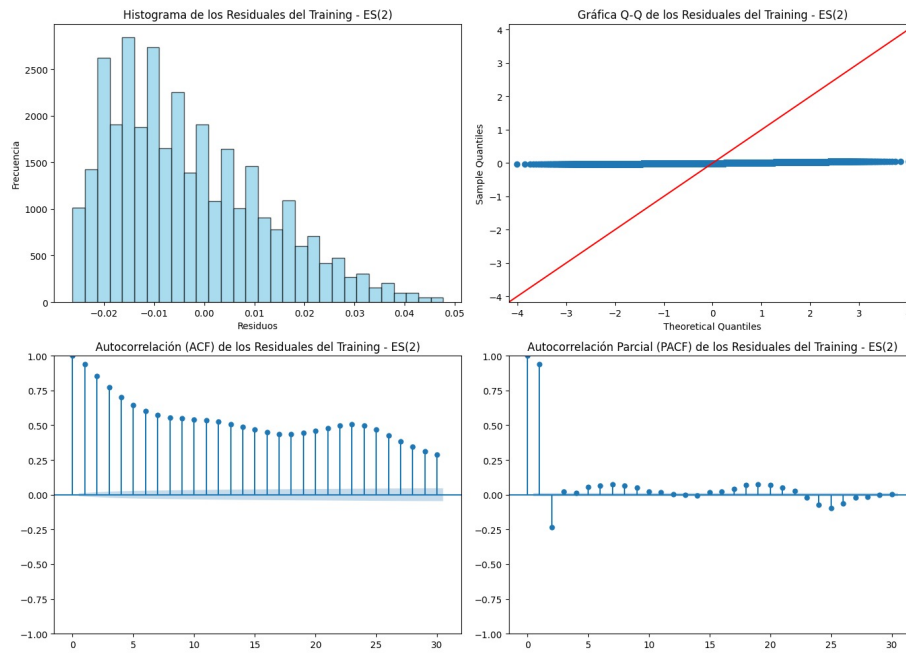 Histograma de los Residuales del Training - ES(2)
Frecuencia
2500
2000
1500
1000
500
0
−0.02 −0.01 0.00 0.01 0.02 0.03 0.04 0.05
Residuos
Gráfica Q-Q de los Residuales del Training - ES(2)
Sample Quantiles
4
3
2
1
0
−1
−2
−3
−4
−4 −3 −2 −1 0 1 2 3 4
Theoretical Quantiles
Autocorrelación (ACF) de los Residuales del Training - ES(2)
1.00
0.75
0.50
0.25
0.00
−0.25
−0.50
−0.75
−1.00
0 5 10 15 20 25 30
Autocorrelación Parcial (PACF) de los Residuales del Training - ES(2)
1.00
0.75
0.50
0.25
0.00
−0.25
−0.50
−0.75
−1.00
0 5 10 15 20 25 30